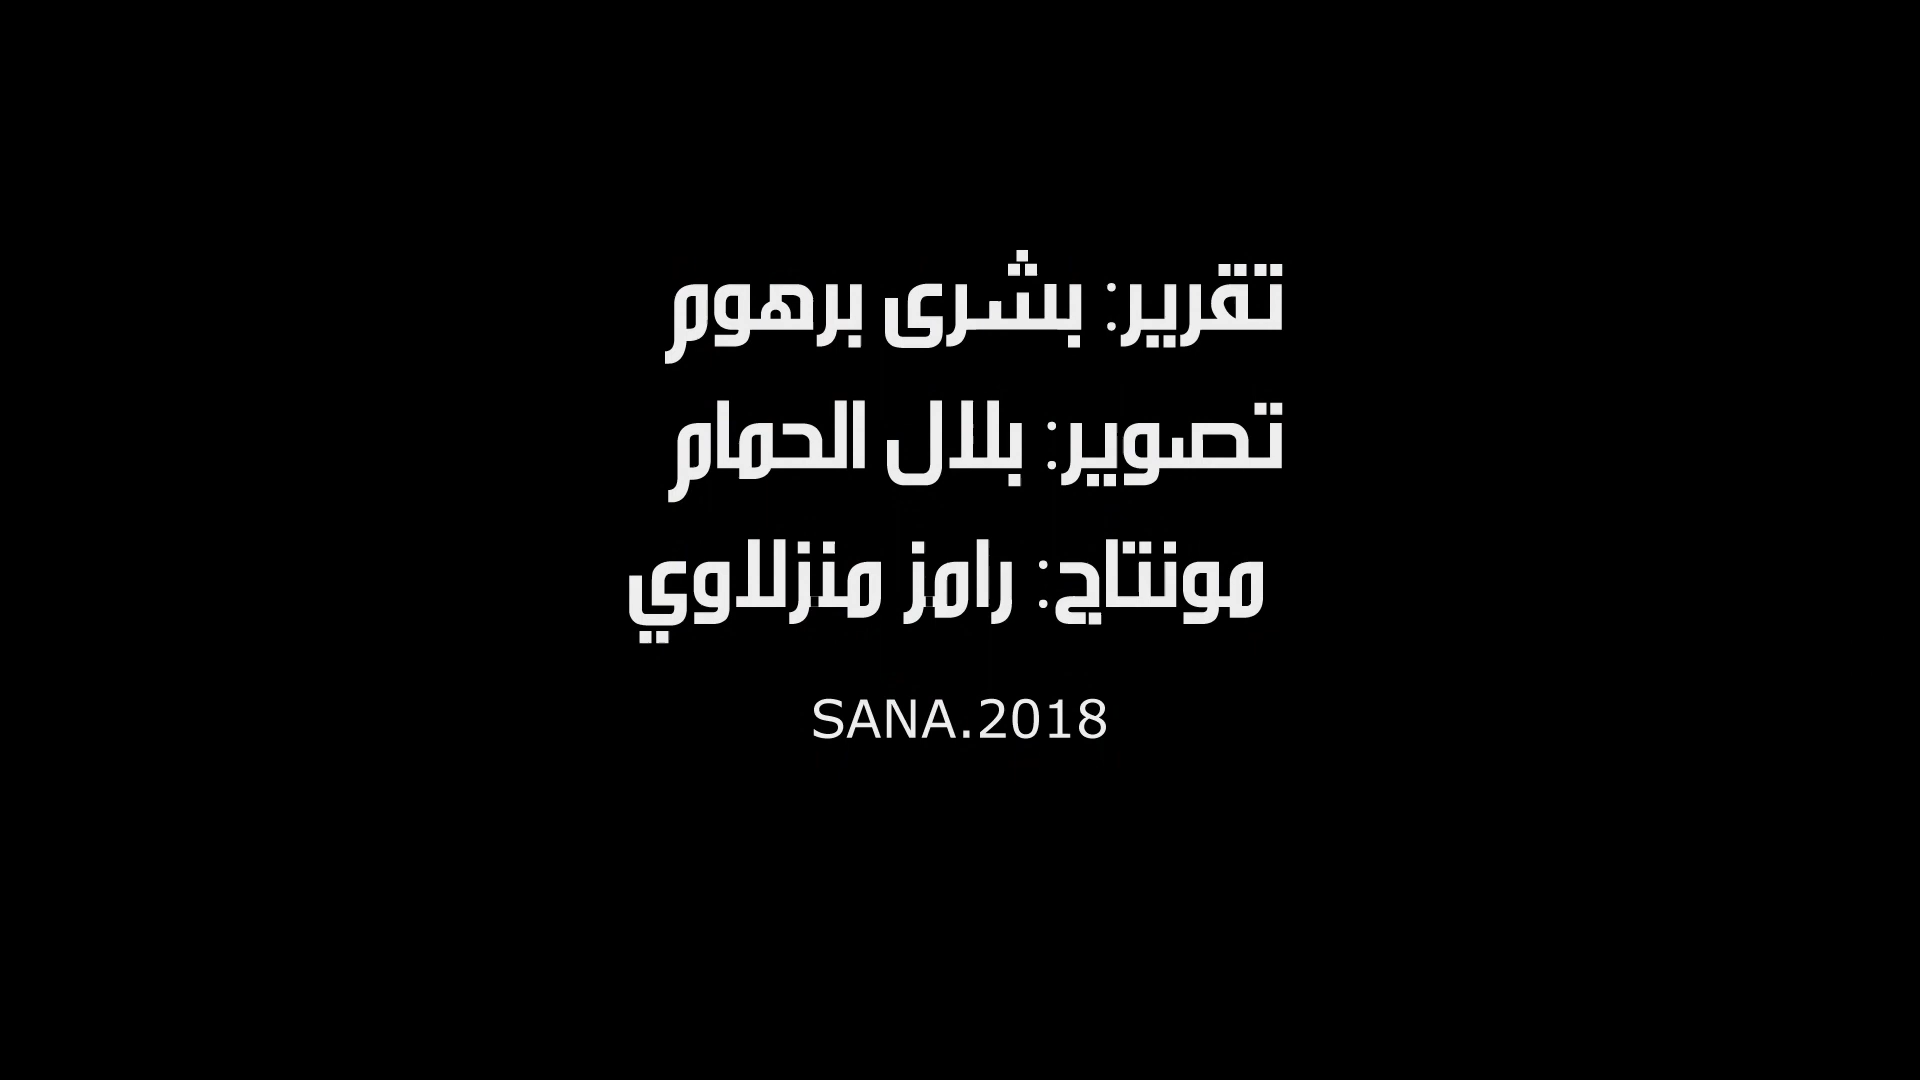 تقرير: بشرى برهوم
تصوير: بلال الحمام
مونتاج: رامز منزلاوي
SANA.2018